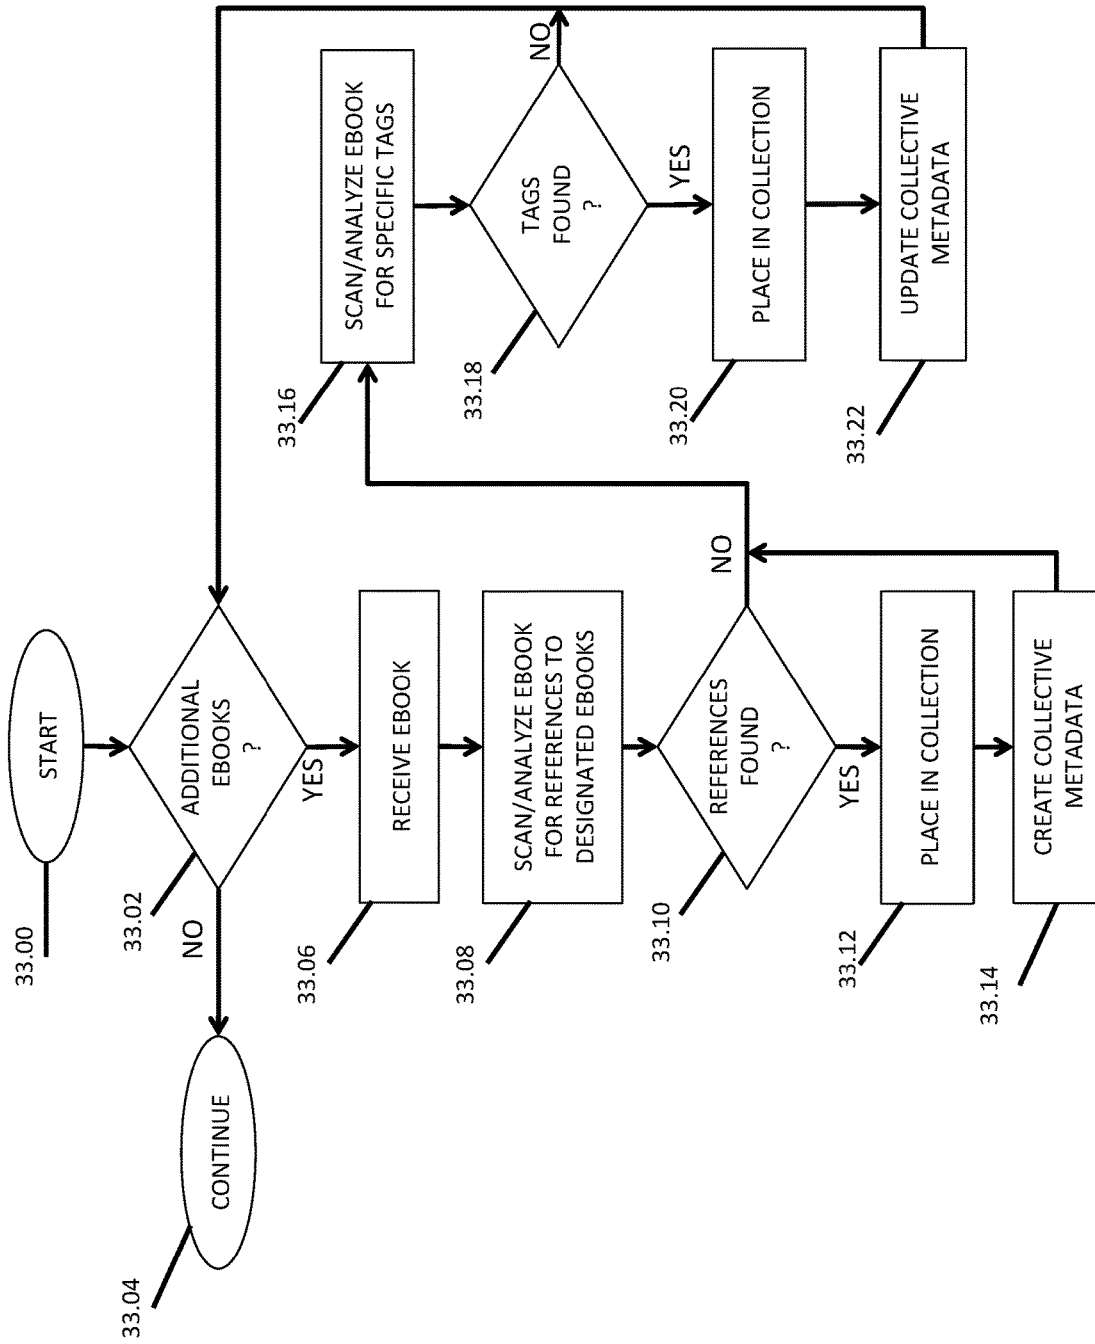 START
33.00
ADDITIONAL
EBOOKS
?
33.02
NO
CONTINUE
33.04
YES
RECEIVE EBOOK
33.06
SCAN/ANALYZE EBOOK
FOR REFERENCES TO
DESIGNATED EBOOKS
33.08
REFERENCES
FOUND
?
33.10
NO
YES
PLACE IN COLLECTION
33.12
CREATE COLLECTIVE
METADATA
33.14
SCAN/ANALYZE EBOOK
FOR SPECIFIC TAGS
33.16
TAGS
FOUND
?
33.18
NO
YES
PLACE IN COLLECTION
33.20
UPDATE COLLECTIVE
METADATA
33.22